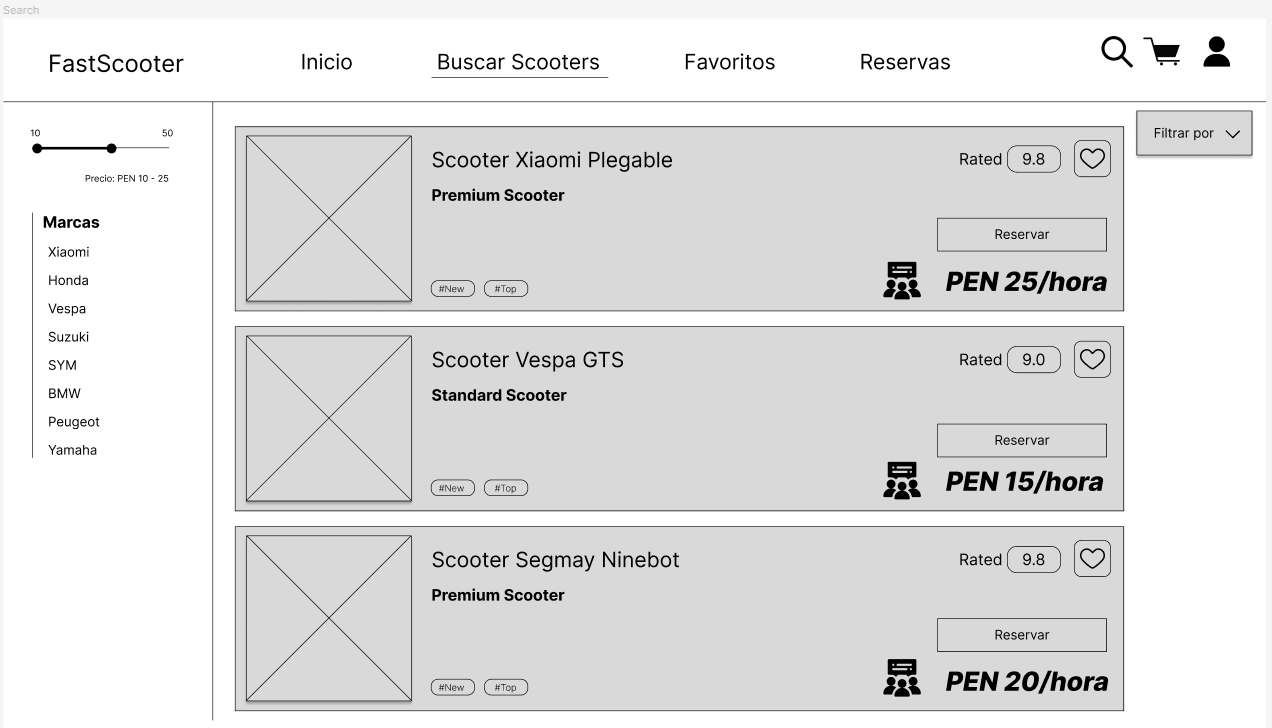 Search
FastScooter
Inicio
Buscar Scooters
Favoritos
Reservas
10
50
Precio: PEN 10 - 25
Marcas
Xiaomi
Honda
Vespa
Suzuki
SYM
BMW
Peugeot
Yamaha
Filtrar por
Scooter Xiaomi Plegable
Rated 9.8
Premium Scooter
Reservar
#New
#Top
PEN 25/hora
Scooter Vespa GTS
Rated 9.0
Standard Scooter
Reservar
#New
#Top
PEN 15/hora
Scooter Segmay Ninebot
Rated 9.8
Premium Scooter
Reservar
#New
#Top
PEN 20/hora